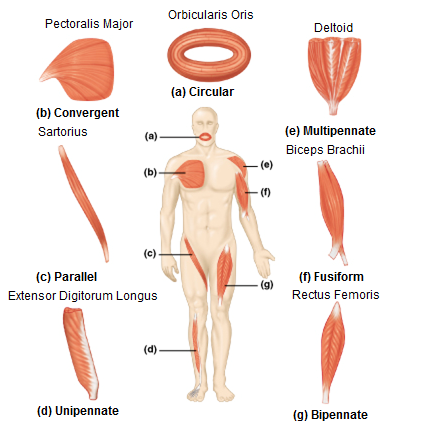 Pectoralis Major
Orbicularis Oris
Deltoid
(b) Convergent
(a) Circular
(e) Multipennate
Sartorius
Biceps Brachii
(a)
(b)
(e)
(f)
(c)
(g)
(d)
(c) Parallel
(f) Fusiform
Extensor Digitorum Longus
Rectus Femoris
(d) Unipennate
(g) Bipennate